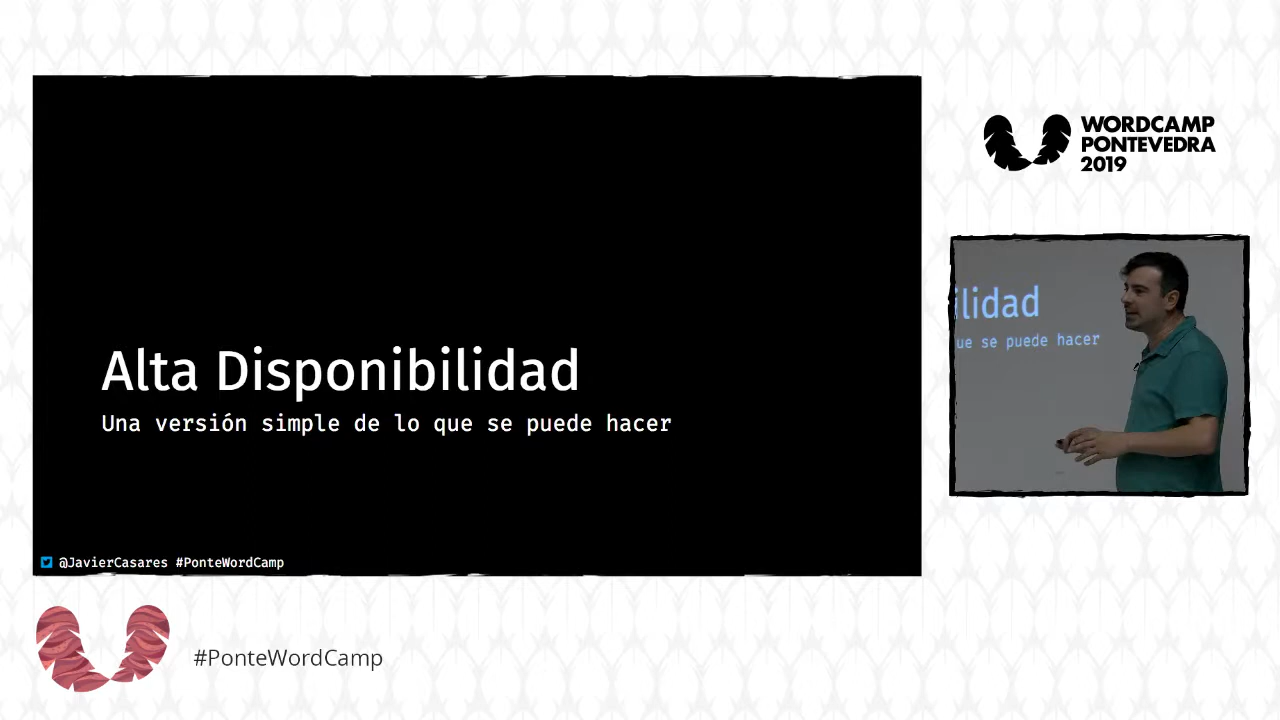 Alta Disponibilidad
Una versión simple de lo que se puede hacer
@JavierCasares #PonteWordCamp
WORDCAMP
PONTEVEDRA
2019
ilidad
ue se puede hacer
#PonteWordCamp